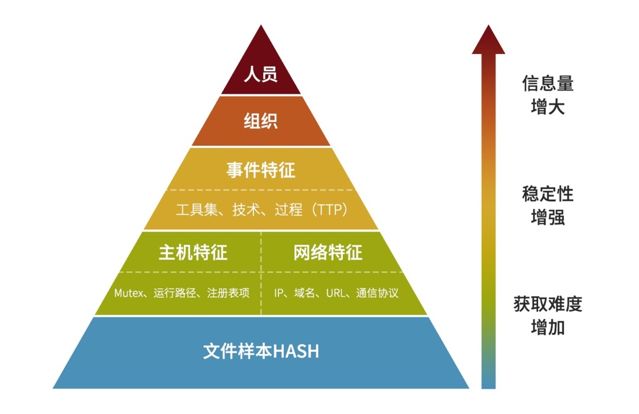 人员
组织
事件特征
工具集、技术、过程（TTP）
主机特征
网络特征
Mutex、运行路径、注册表项
IP、域名、URL、通信协议
文件样本HASH
信息量
增大
稳定性
增强
获取难度
增加